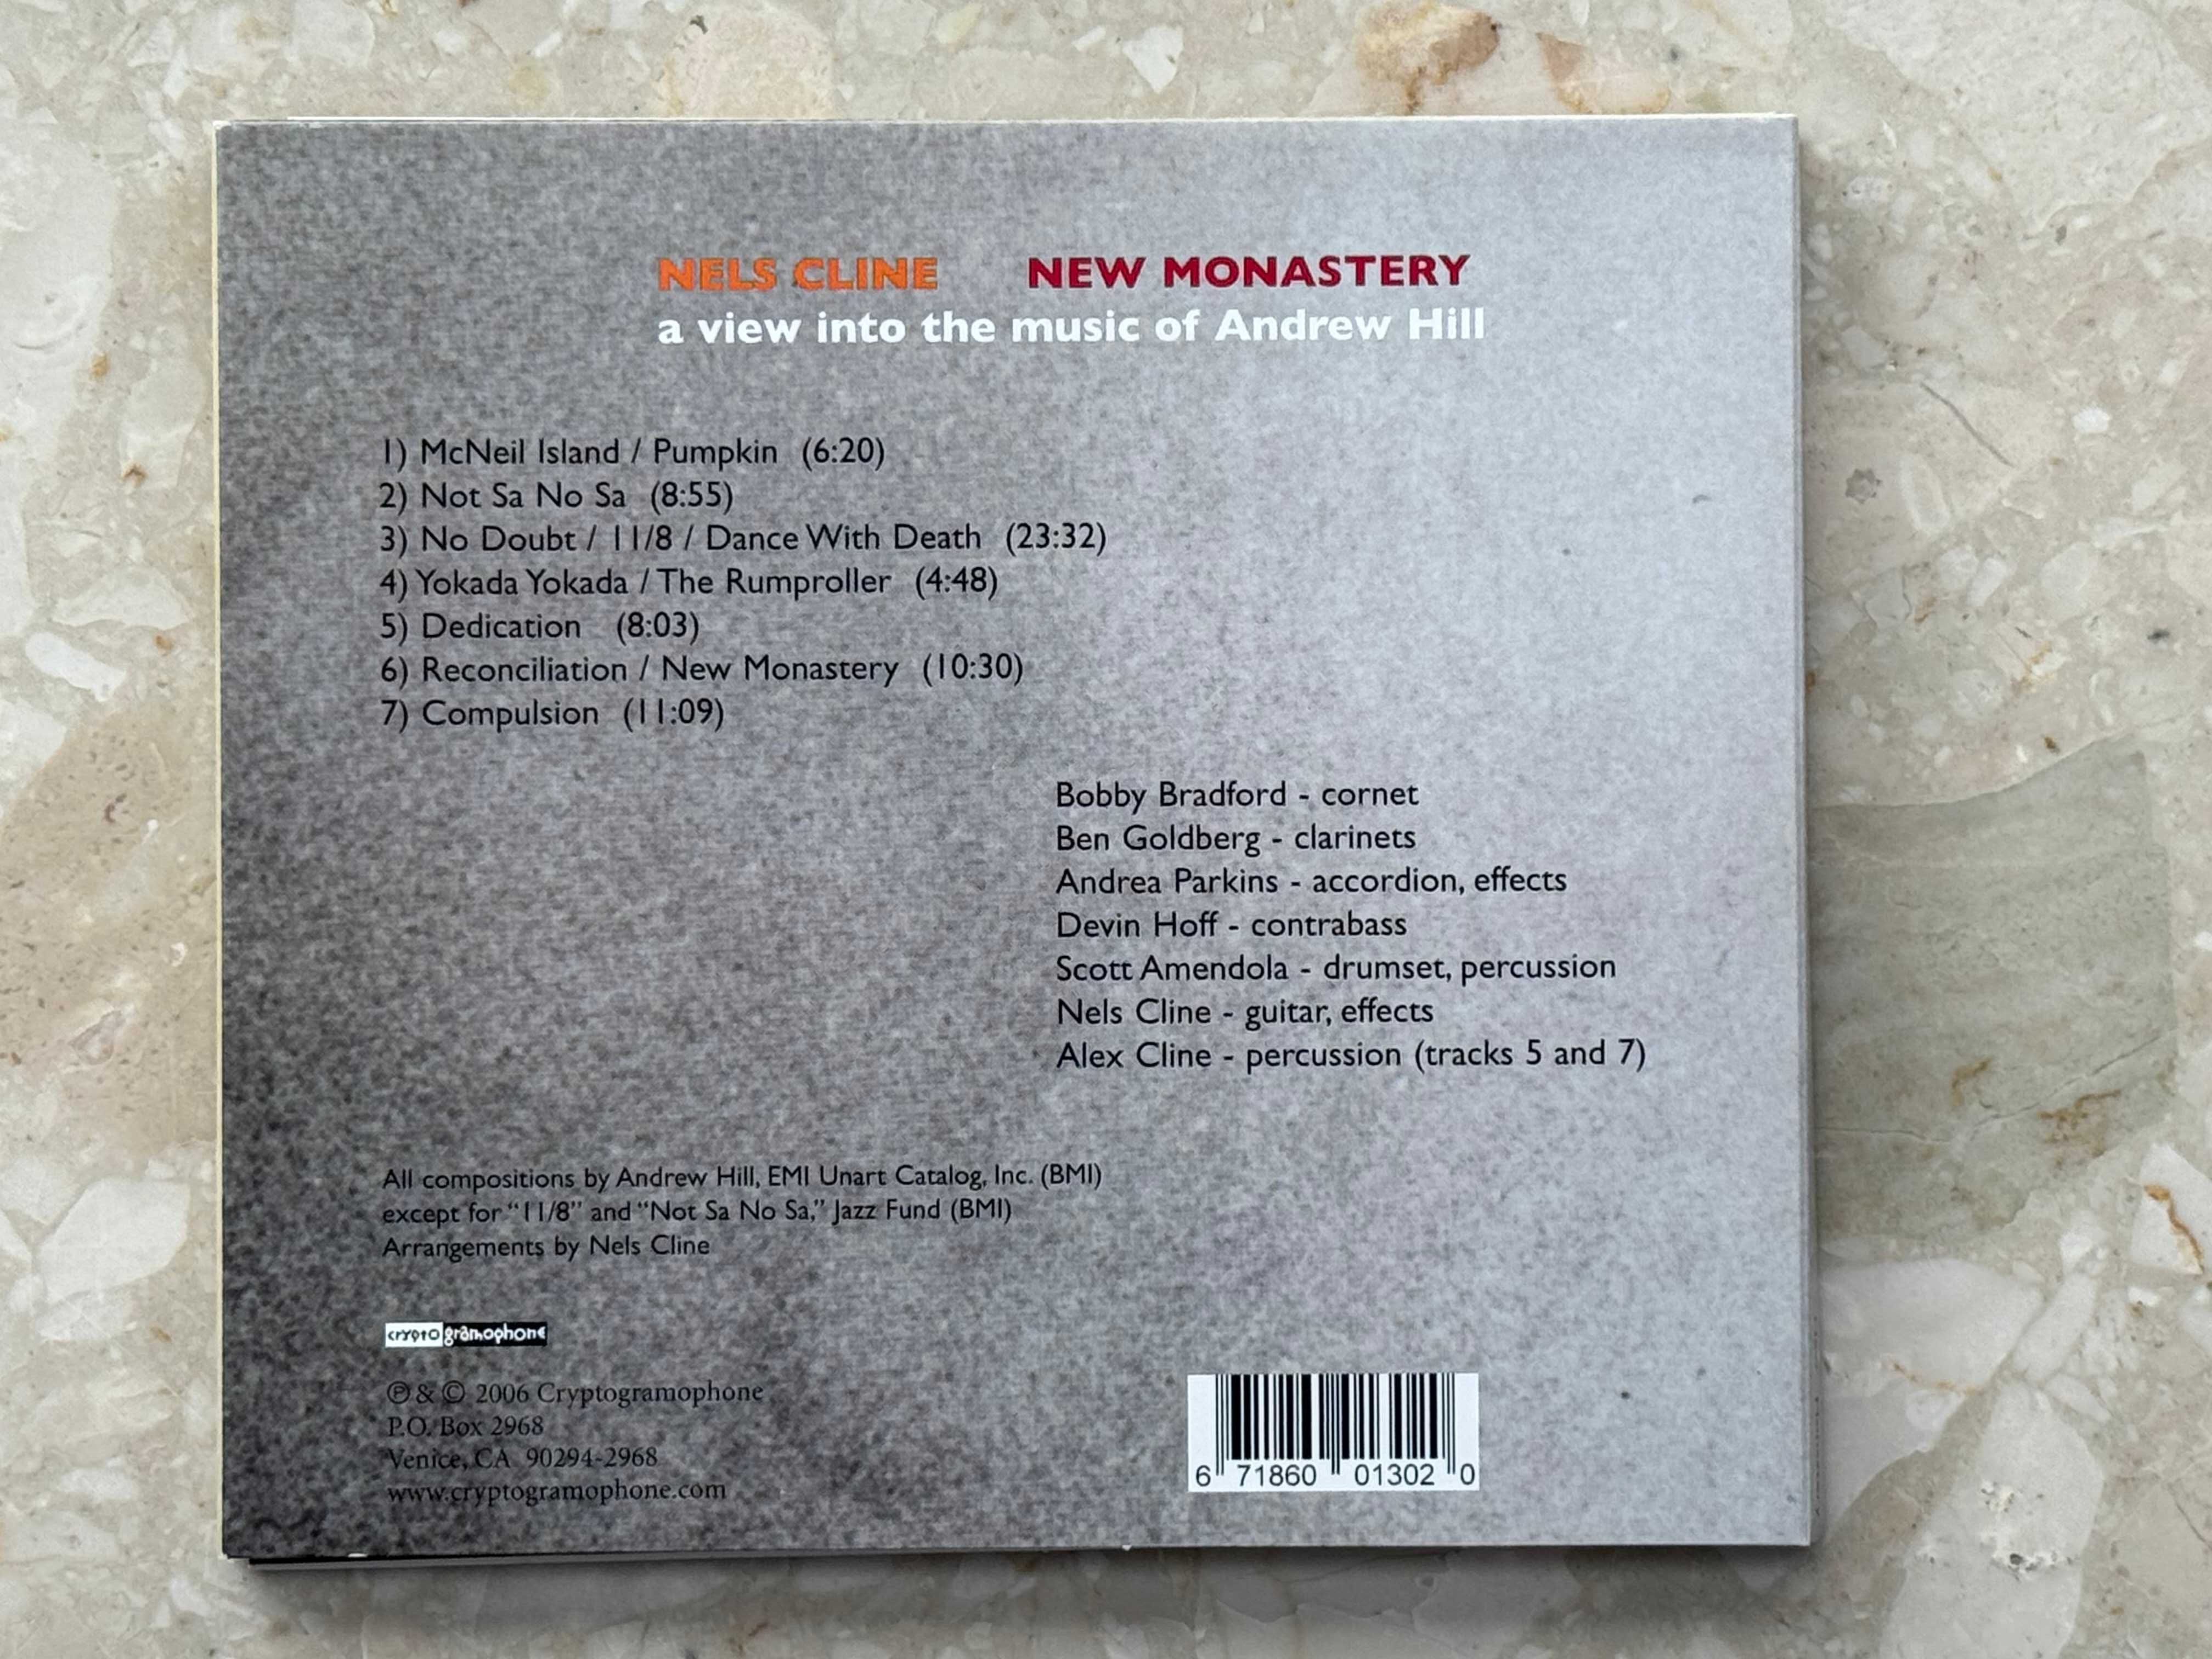 NELS CLINE NEW MONASTERY
a view into the music of Andrew Hill
1) McNeil Island / Pumpkin (6:20)
2) Not Sa No Sa (8:55)
3) No Doubt / 11/8 / Dance With Death (23:32)
4) Yokada Yokada / The Rumproller (4:48)
5) Dedication (8:03)
6) Reconciliation / New Monastery (10:30)
7) Compulsion (11:09)
Bobby Bradford - cornet
Ben Goldberg - clarinets
Andrea Parkins - accordion, effects
Devin Hoff - contrabass
Scott Amendola - drumset, percussion
Nels Cline - guitar, effects
Alex Cline - percussion (tracks 5 and 7)
All compositions by Andrew Hill, EMI Unart Catalog, Inc. (BMI)
except for “11/8” and “Not Sa No Sa,” Jazz Fund (BMI)
Arrangements by Nels Cline
cryptogramophone
℗ & © 2006 Cryptogramophone
P.O. Box 2968
Venice, CA 90294-2968
www.cryptogramophone.com
6 71860 01302 0